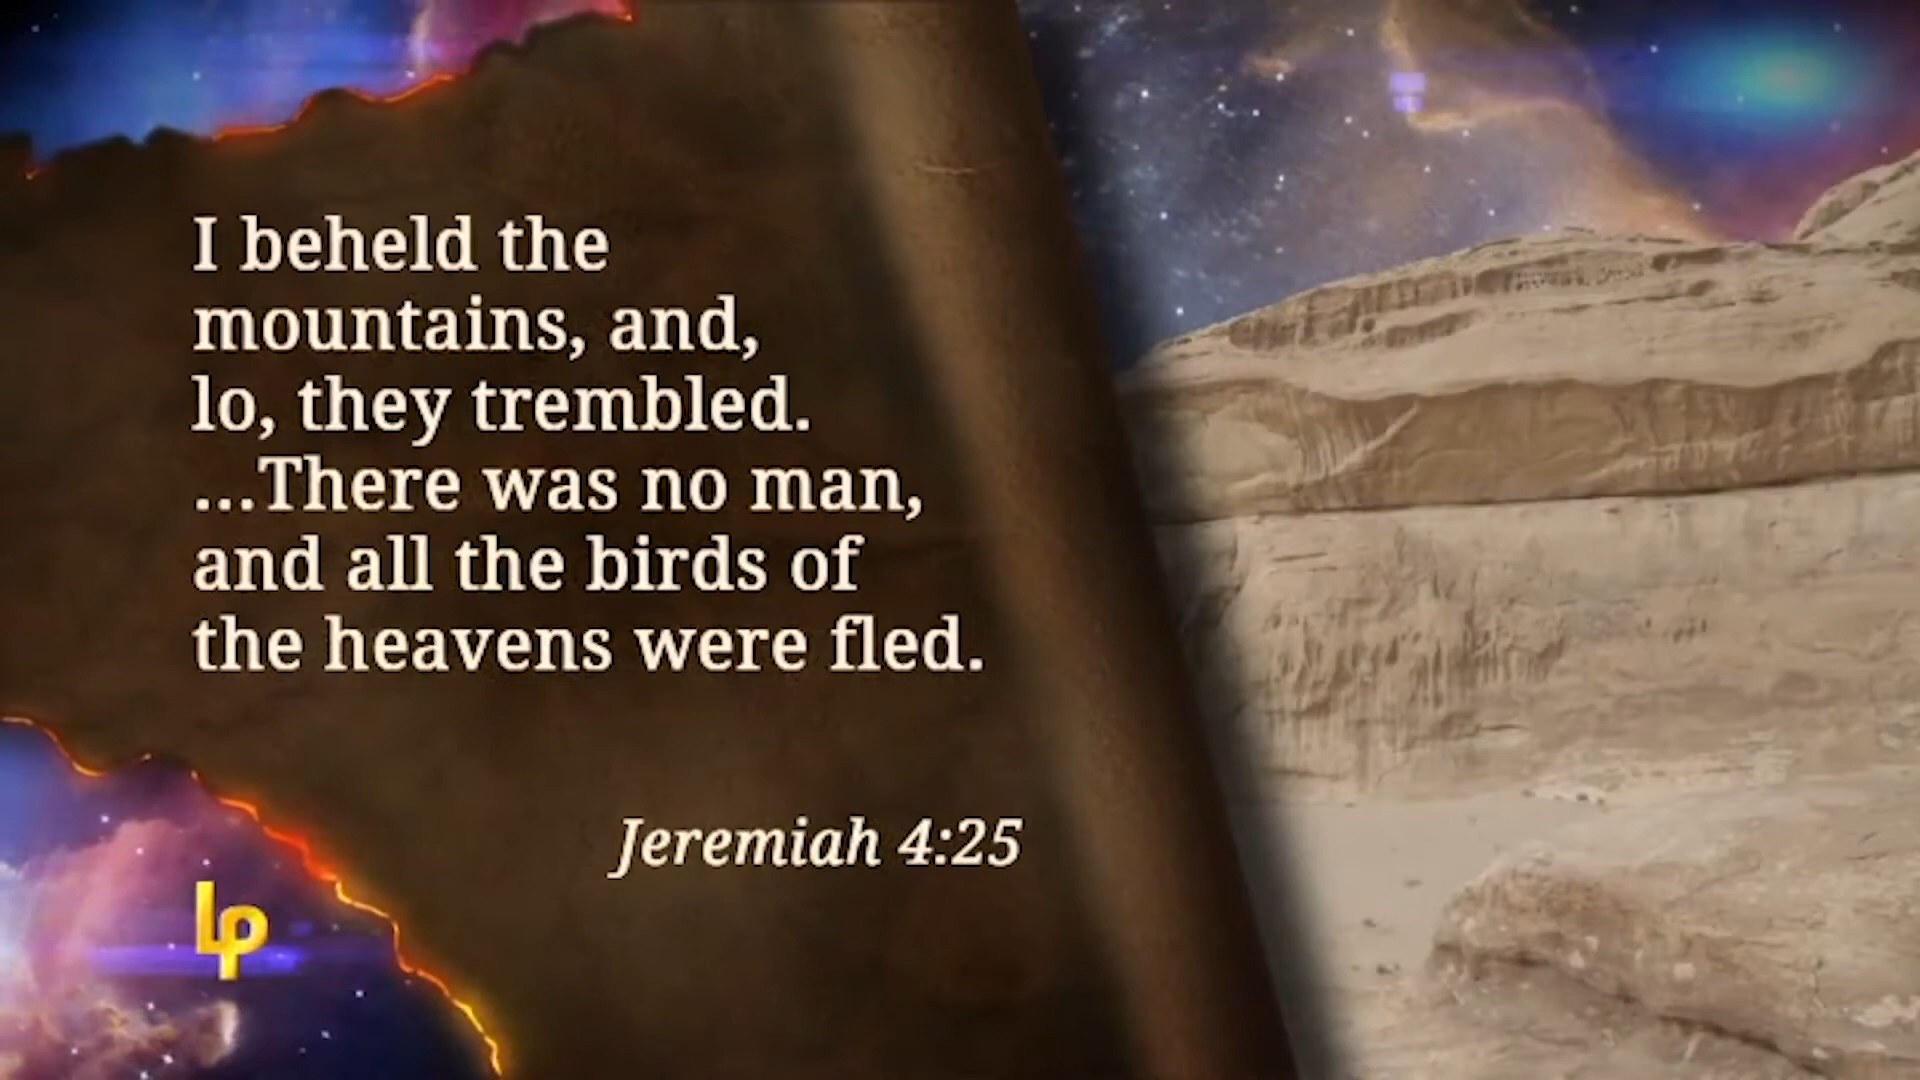 I beheld the
mountains, and,
lo, they trembled.
...There was no man,
and all the birds of
the heavens were fled.
Jeremiah 4:25
Lp